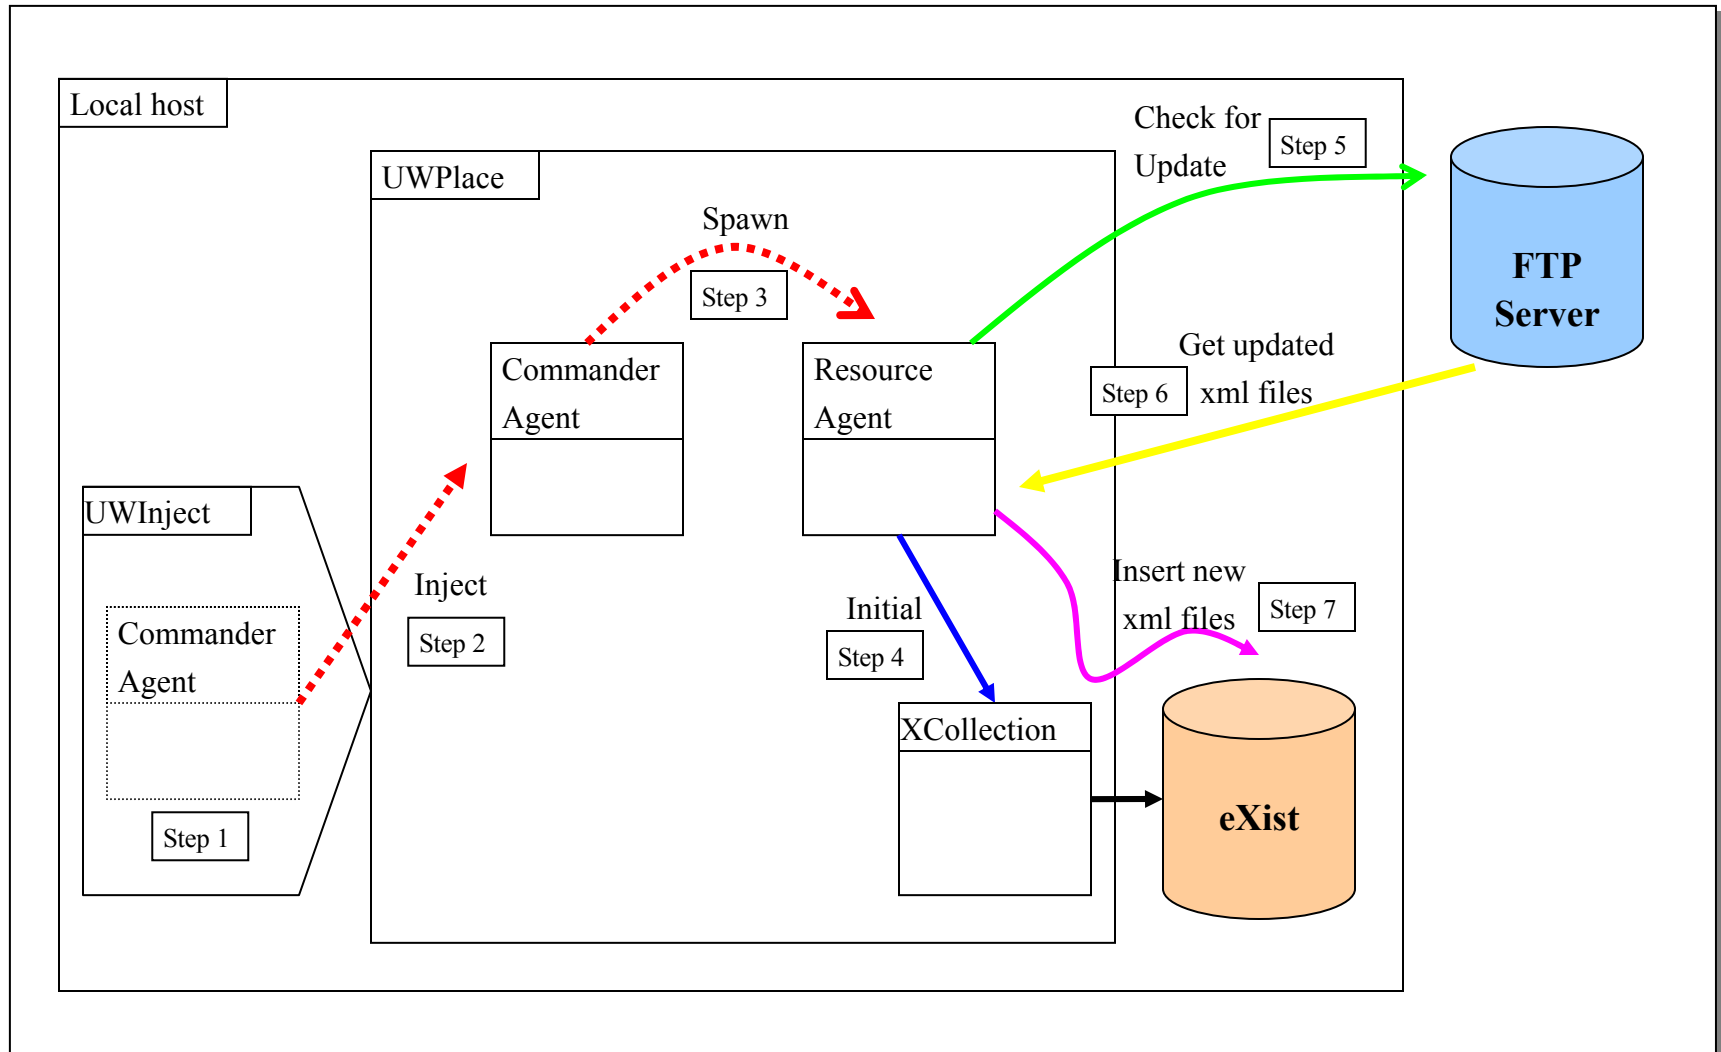 Local host
UWPlace
Check for
Update
Step 5
Spawn
Step 3
FTP
Server
Commander
Agent
Resource
Agent
Get updated
xml files
Step 6
UWInject
Inject
Step 2
Commander
Agent
Step 1
Initial
Step 4
Insert new
xml files
Step 7
XCollection
eXist